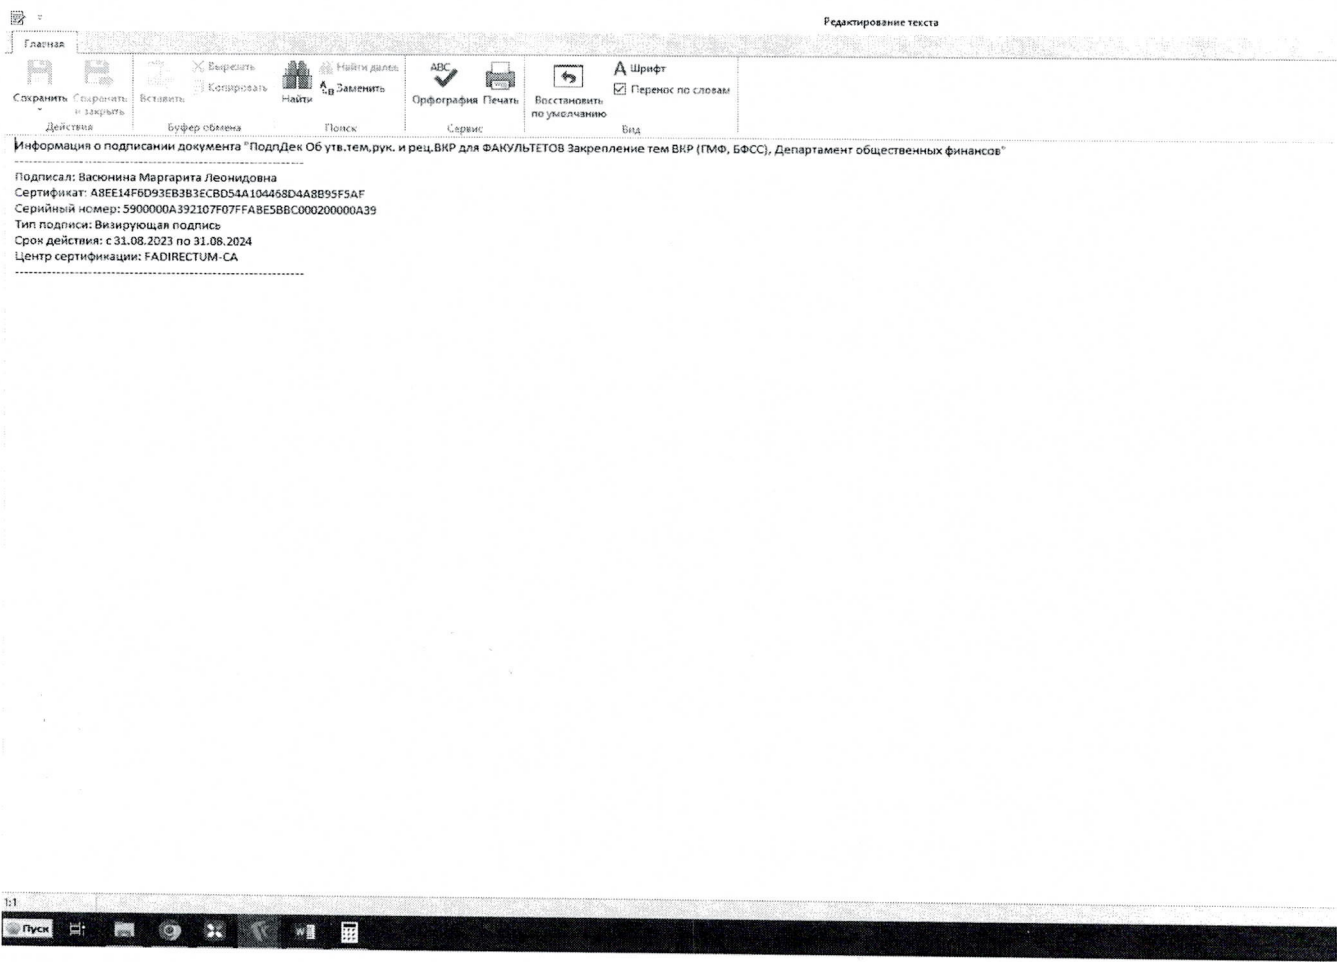 Редактирование текста
Главная
Сохранить
Сохранить и закрыть
Вставить
Вырезать
Копировать
Найти
Найти далее
Заменить
ABC
Орфография
Печать
Восстановить по умолчанию
Шрифт
Перенос по словам
Действия
Буфер обмена
Поиск
Сервис
Вид
Информация о подписании документа "ПодпДек Об утв.тем,рук. и рец.ВКР для ФАКУЛЬТЕТОВ Закрепление тем ВКР (ГМФ, БФСС), Департамент общественных финансов"
------------------------------------------------------------
Подписал: Васюнина Маргарита Леонидовна
Сертификат: A8EE14F6D93EB3B3ECBD54A104468D4A8B95F5AF
Серийный номер: 5900000A392107F07FFABE5BBC000200000A39
Тип подписи: Визирующая подпись
Срок действия: с 31.08.2023 по 31.08.2024
Центр сертификации: FADIRECTUM-CA
------------------------------------------------------------
1:1
Пуск